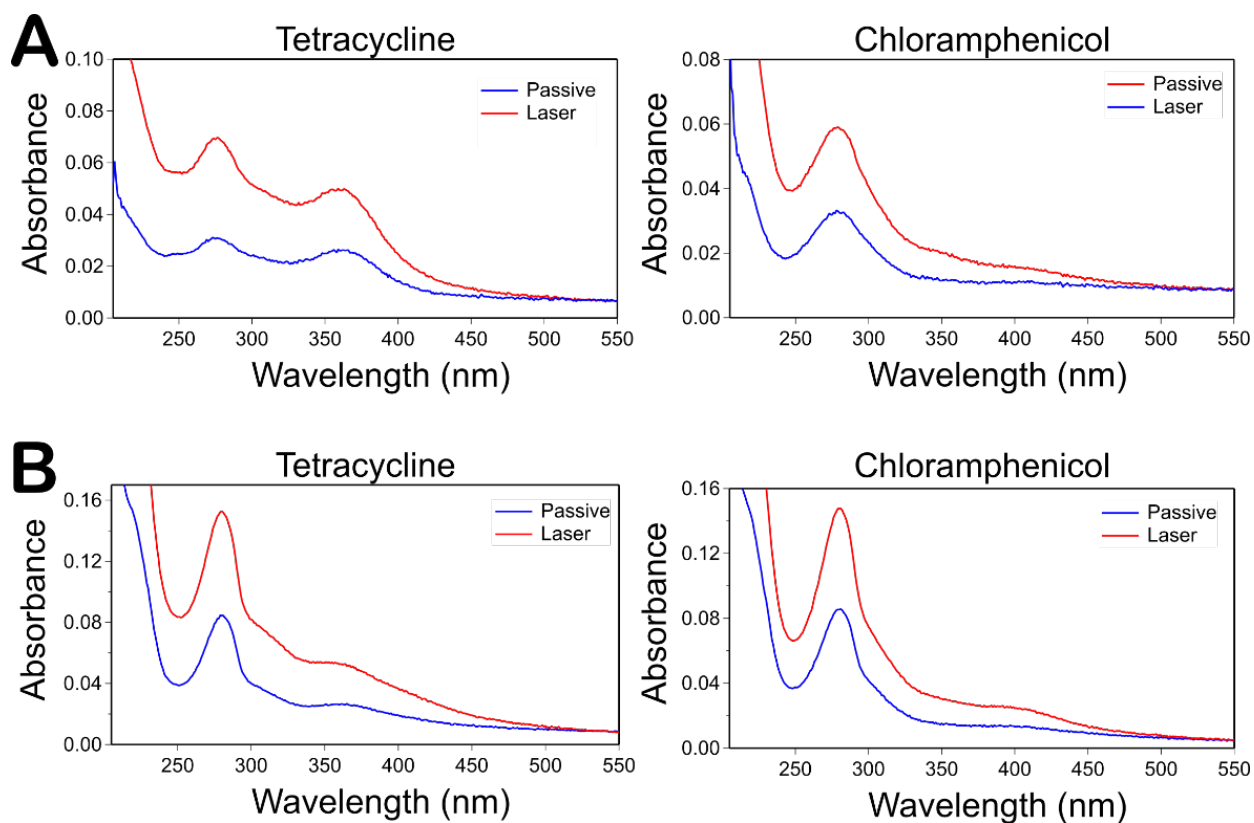 A
Tetracycline
Absorbance
0.10
0.08
0.06
0.04
0.02
0.00
Passive
Laser
250 300 350 400 450 500 550
Wavelength (nm)
Chloramphenicol
Absorbance
0.08
0.06
0.04
0.02
0.00
Passive
Laser
250 300 350 400 450 500 550
Wavelength (nm)
B
Tetracycline
Absorbance
0.16
0.12
0.08
0.04
0.00
Passive
Laser
250 300 350 400 450 500 550
Wavelength (nm)
Chloramphenicol
Absorbance
0.16
0.12
0.08
0.04
0.00
Passive
Laser
250 300 350 400 450 500 550
Wavelength (nm)